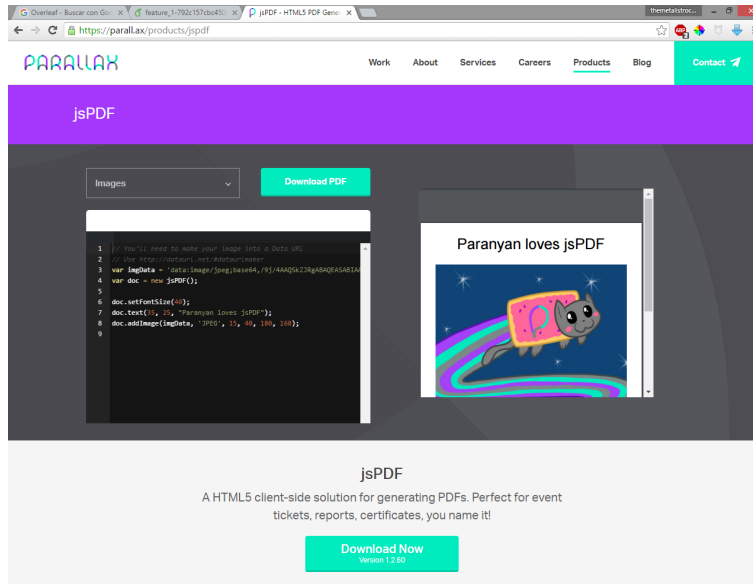 Overleaf - Buscar con Goo
feature_1-792c157cbc450
jsPDF - HTML5 PDF Gener
themetalistroc...
https://parall.ax/products/jspdf
PARALLAX
Work About Services Careers Products Blog Contact
jsPDF
Images
Download PDF
1 // You'll need to make your image into a Data URL
2 // Use http://dataurl.net/#dataurlmaker
3 var imgData = 'data:image/jpeg;base64,/9j/4AAQSkZJRgABAQEASABIAA
4 var doc = new jsPDF();
5
6 doc.setFontSize(40);
7 doc.text(35, 25, "Paranyan loves jsPDF");
8 doc.addImage(imgData, 'JPEG', 15, 40, 180, 180);
9
Paranyan loves jsPDF
jsPDF
A HTML5 client-side solution for generating PDFs. Perfect for event
tickets, reports, certificates, you name it!
Download Now
Version 1.2.60